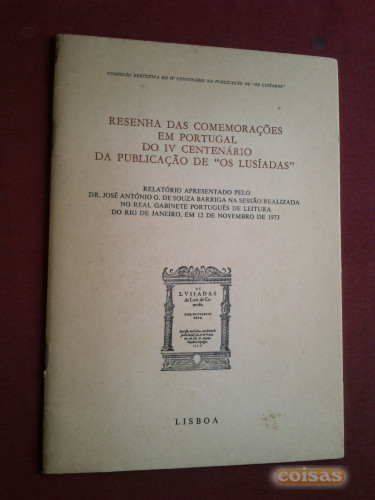 COMISSÃO EXECUTIVA DO IV CENTENÁRIO DA PUBLICAÇÃO DE "OS LUSÍADAS"
RESENHA DAS COMEMORAÇÕES
EM PORTUGAL
DO IV CENTENÁRIO
DA PUBLICAÇÃO DE "OS LUSÍADAS"
RELATÓRIO APRESENTADO PELO
DR. JOSÉ ANTÓNIO G. DE SOUZA BARRIGA NA SESSÃO REALIZADA
NO REAL GABINETE PORTUGUÊS DE LEITURA
DO RIO DE JANEIRO, EM 12 DE NOVEMBRO DE 1973
OS
LVSIADAS
de Luis de Ca-
mões.
LISBOA
coisas